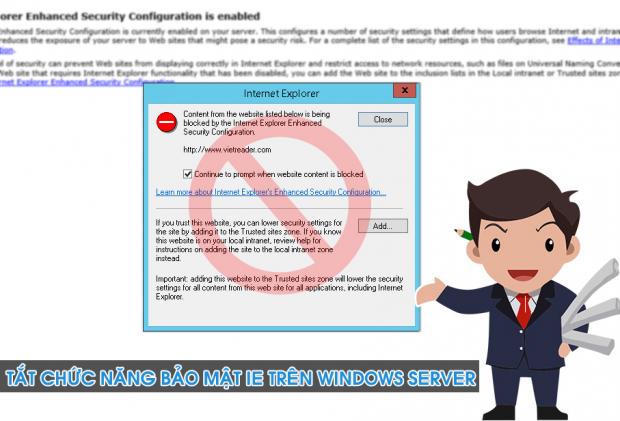 orer Enhanced Security Configuration is enabled
Enhanced Security Configuration is currently enabled on your server. This configures a number of security settings that define how users browse Internet and intran
reduces the exposure of your server to Web sites that might pose a security risk. For a complete list of the security settings in this configuration, see Effects of Inte
tion.
el of security can prevent Web sites from displaying correctly in Internet Explorer and restrict access to network resources, such as files on Universal Naming Conve
Web site that requires Internet Explorer functionality that has been disabled, you can add the Web site to the inclusion lists in the Local intranet or Trusted sites zon
rnet Explorer Enhanced Security Configuration
Internet Explorer
x
Content from the website listed below is being
blocked by the Internet Explorer Enhanced
Security Configuration.
Close
http://www.vietreader.com
Continue to prompt when website content is blocked
Learn more about Internet Explorer's Enhanced Security Configuration...
If you trust this website, you can lower security settings for
the site by adding it to the Trusted sites zone. If you know
this website is on your local intranet, review help for
instructions on adding the site to the local intranet zone
instead.
Add...
Important: adding this website to the Trusted sites zone will lower the security
settings for all content from this web site for all applications, including Internet
Explorer.
TẮT CHỨC NĂNG BẢO MẬT IE TRÊN WINDOWS SERVER